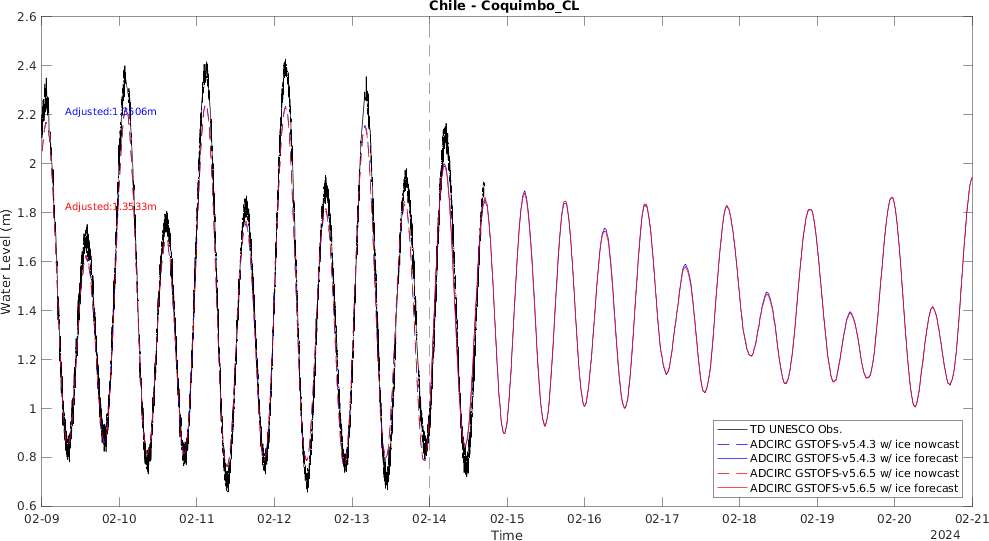 Chile - Coquimbo_CL
2.6
2.4
2.2
2
1.8
1.6
1.4
1.2
1
0.8
0.6
Water Level (m)
Adjusted:1.3506m
Adjusted:1.3533m
TD UNESCO Obs.
ADCIRC GSTOFS-v5.4.3 w/ ice nowcast
ADCIRC GSTOFS-v5.4.3 w/ ice forecast
ADCIRC GSTOFS-v5.6.5 w/ ice nowcast
ADCIRC GSTOFS-v5.6.5 w/ ice forecast
02-09 02-10 02-11 02-12 02-13 02-14 02-15 02-16 02-17 02-18 02-19 02-20 02-21
Time
2024